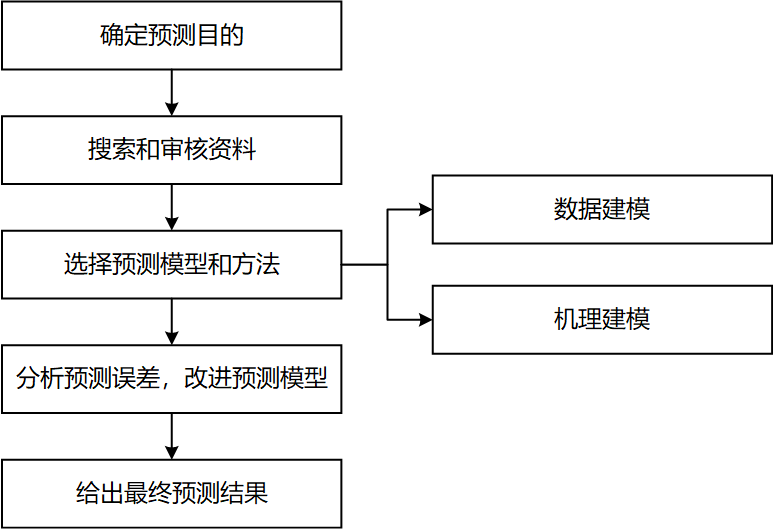 确定预测目的
搜索和审核资料
选择预测模型和方法
数据建模
机理建模
分析预测误差，改进预测模型
给出最终预测结果